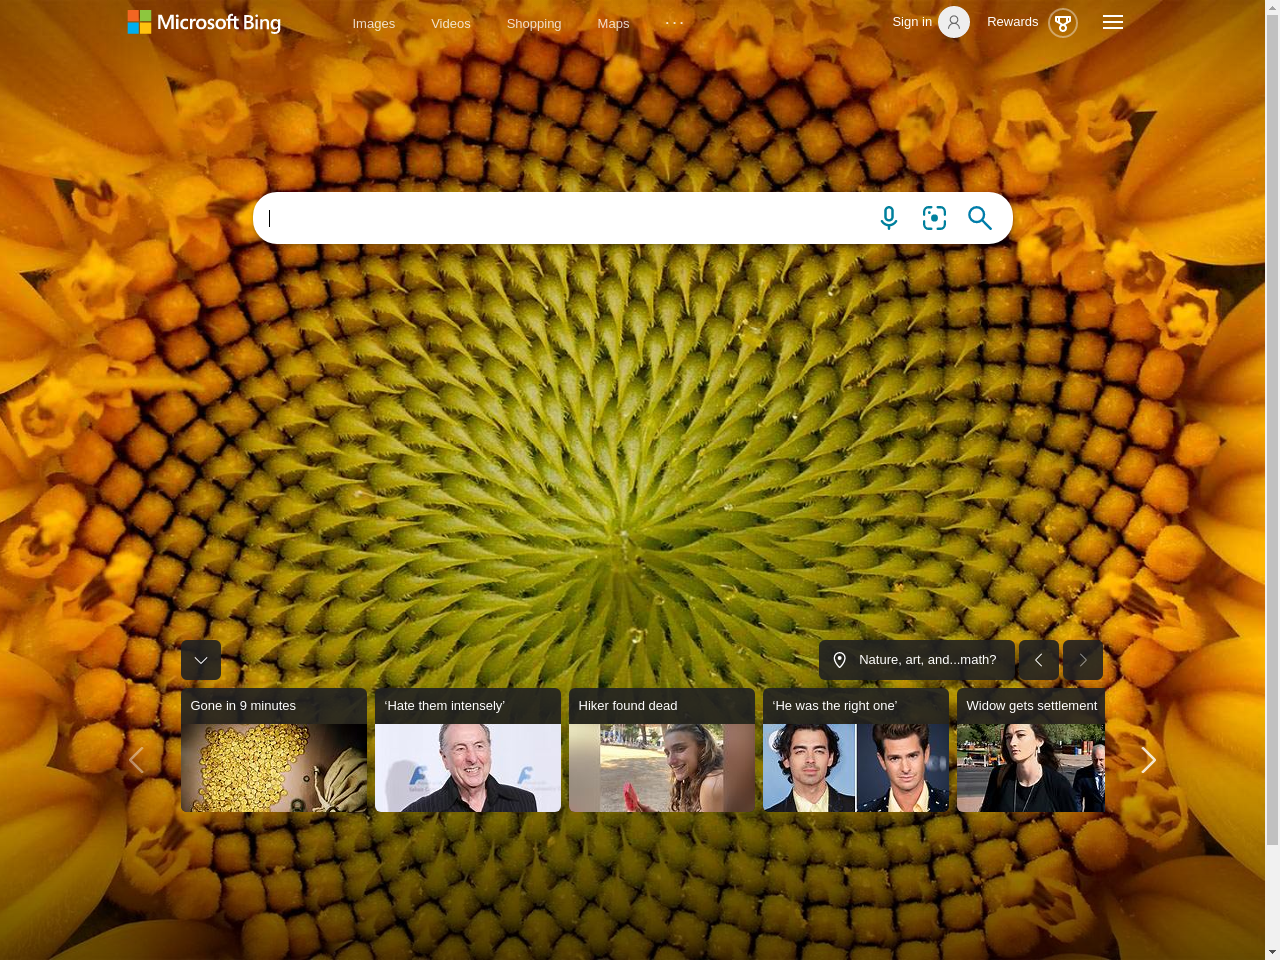 Microsoft Bing
Images
Videos
Shopping
Maps
Sign in
Rewards
Nature, art, and...math?
Gone in 9 minutes
‘Hate them intensely’
Hiker found dead
‘He was the right one’
Widow gets settlement